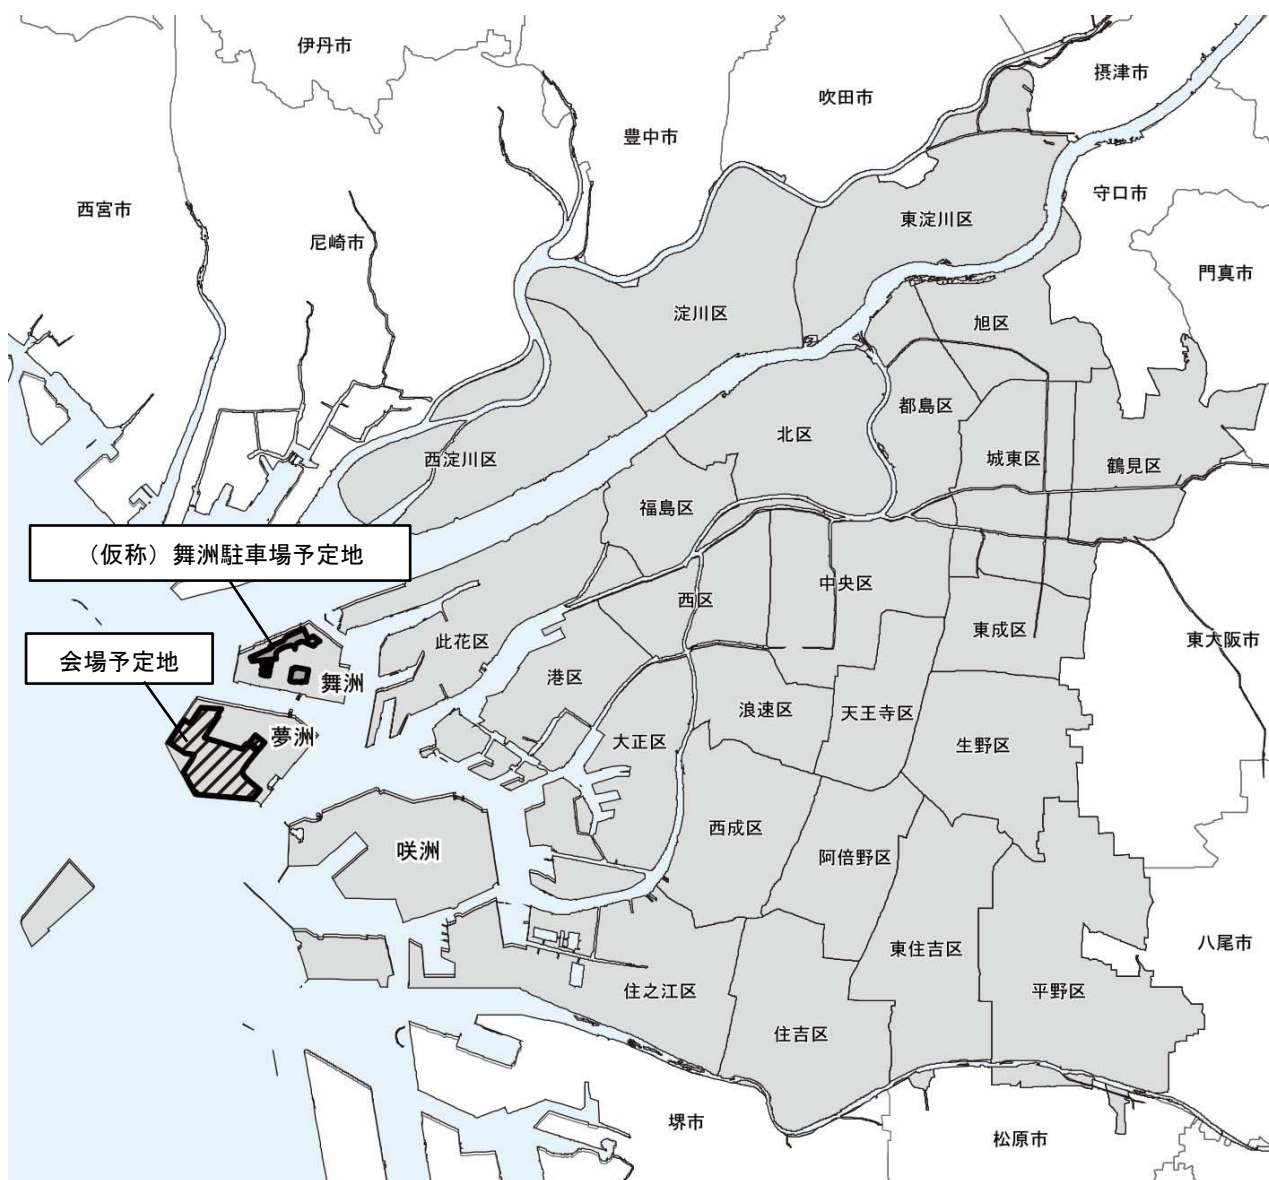 伊丹市
摂津市
吹田市
豊中市
守口市
西宮市
東淀川区
尼崎市
門真市
淀川区
旭区
都島区
北区
西淀川区
城東区
鶴見区
福島区
（仮称）舞洲駐車場予定地
中央区
西区
東成区
此花区
東大阪市
会場予定地
港区
舞洲
浪速区
天王寺区
夢洲
大正区
生野区
西成区
咲洲
阿倍野区
八尾市
東住吉区
住之江区
平野区
住吉区
堺市
松原市